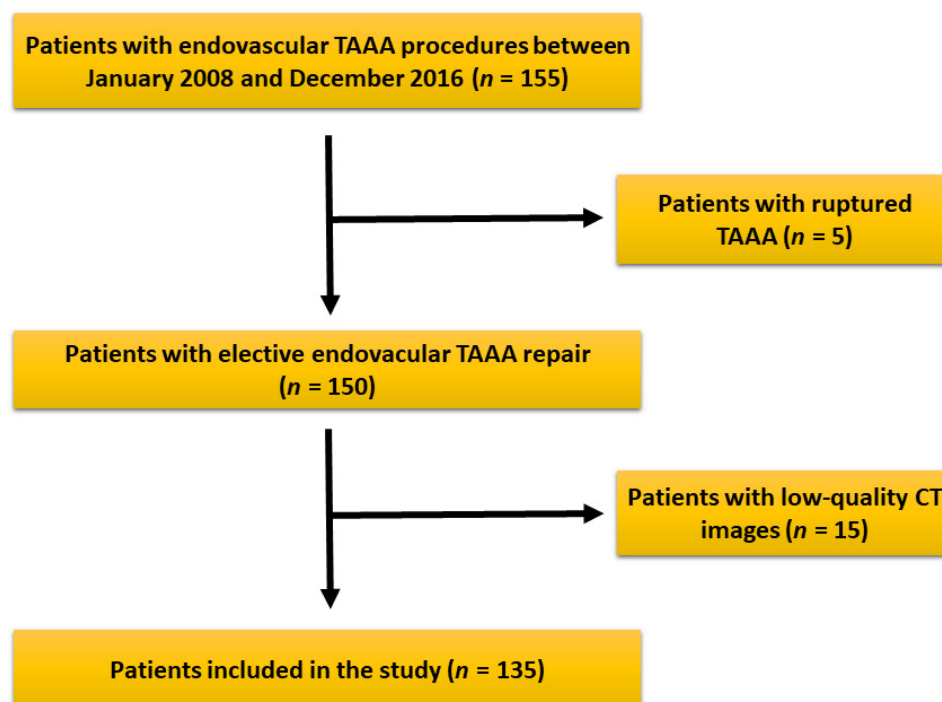 Patients with endovascular TAAA procedures between
January 2008 and December 2016 (n = 155)
Patients with ruptured
TAAA (n = 5)
Patients with elective endovacular TAAA repair
(n = 150)
Patients with low-quality CT
images (n = 15)
Patients included in the study (n = 135)